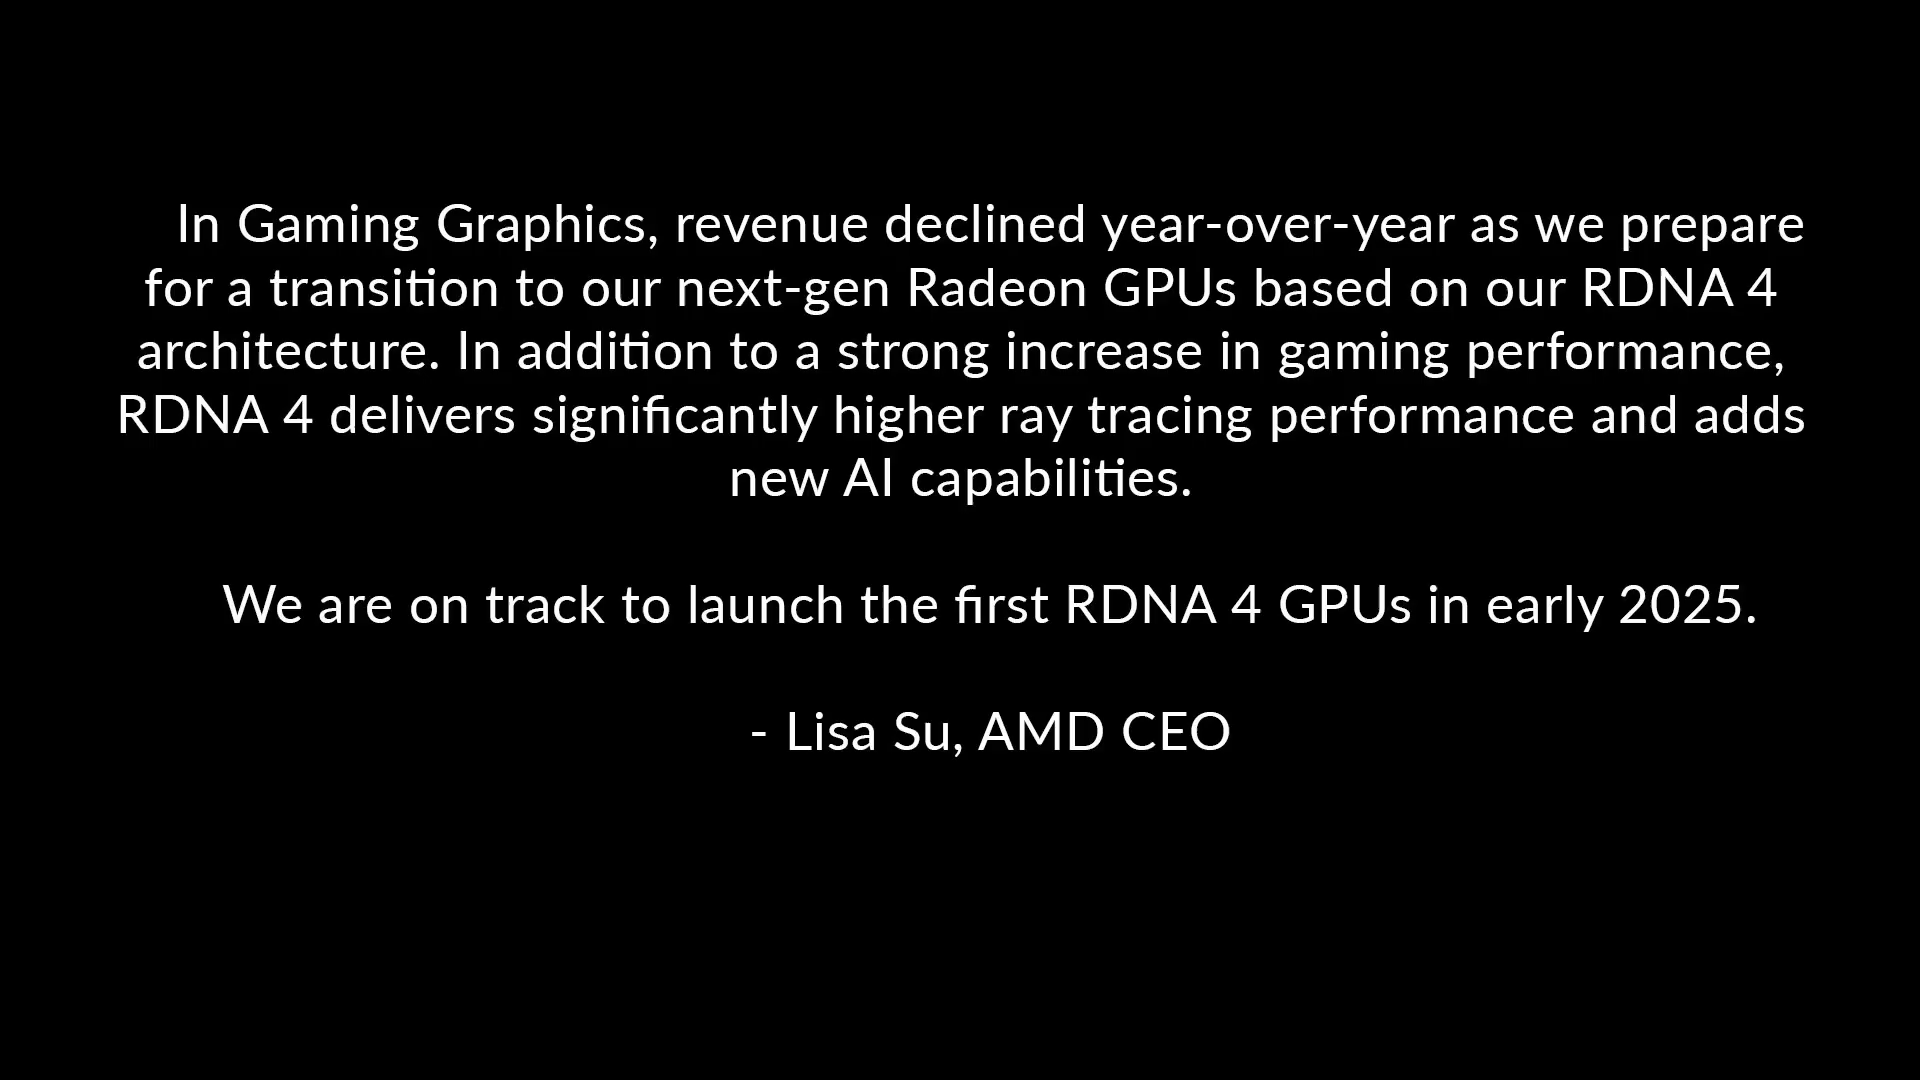 In Gaming Graphics, revenue declined year-over-year as we prepare
for a transition to our next-gen Radeon GPUs based on our RDNA 4
architecture. In addition to a strong increase in gaming performance,
RDNA 4 delivers significantly higher ray tracing performance and adds
new AI capabilities.
We are on track to launch the first RDNA 4 GPUs in early 2025.
- Lisa Su, AMD CEO